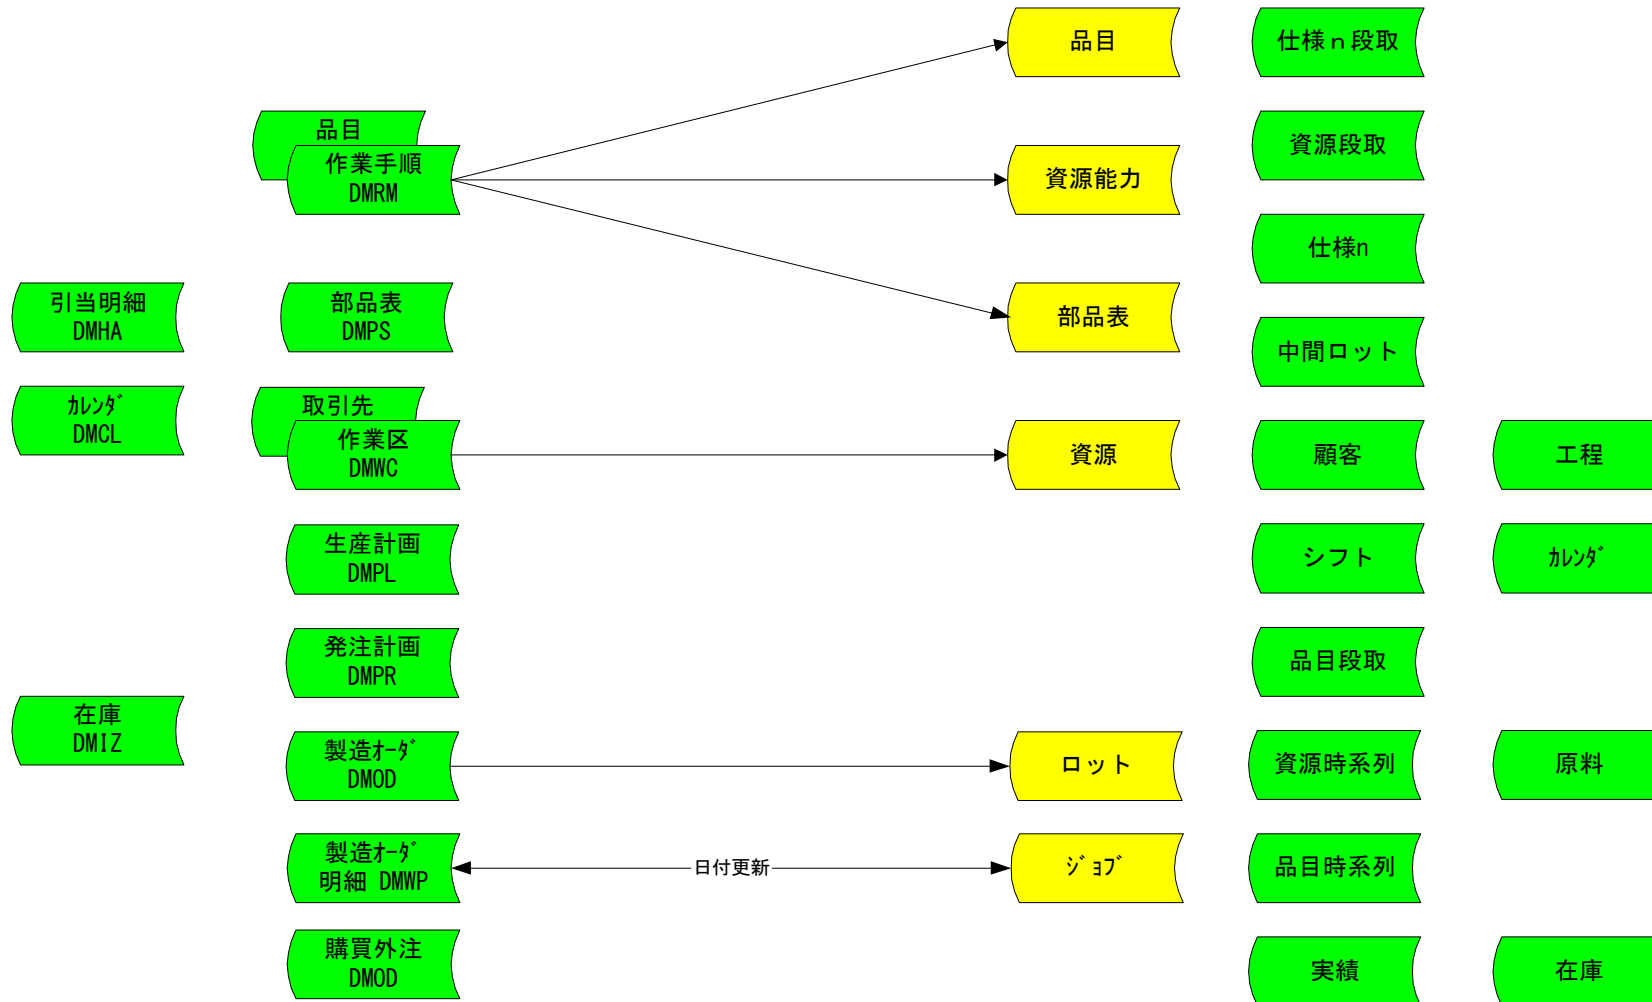 品目
仕様ｎ段取
品目
作業手順
DMRM
資源能力
資源段取
仕様n
引当明細
DMHA
部品表
DMPS
部品表
中間ロット
ｶﾚﾝﾀﾞ
DMCL
取引先
作業区
DMWC
資源
顧客
工程
生産計画
DMPL
シフト
ｶﾚﾝﾀﾞ
発注計画
DMPR
品目段取
在庫
DMIZ
製造ｵｰﾀﾞ
DMOD
ロット
資源時系列
原料
製造ｵｰﾀﾞ
明細 DMWP
日付更新
ｼﾞｮﾌﾞ
品目時系列
購買外注
DMOD
実績
在庫